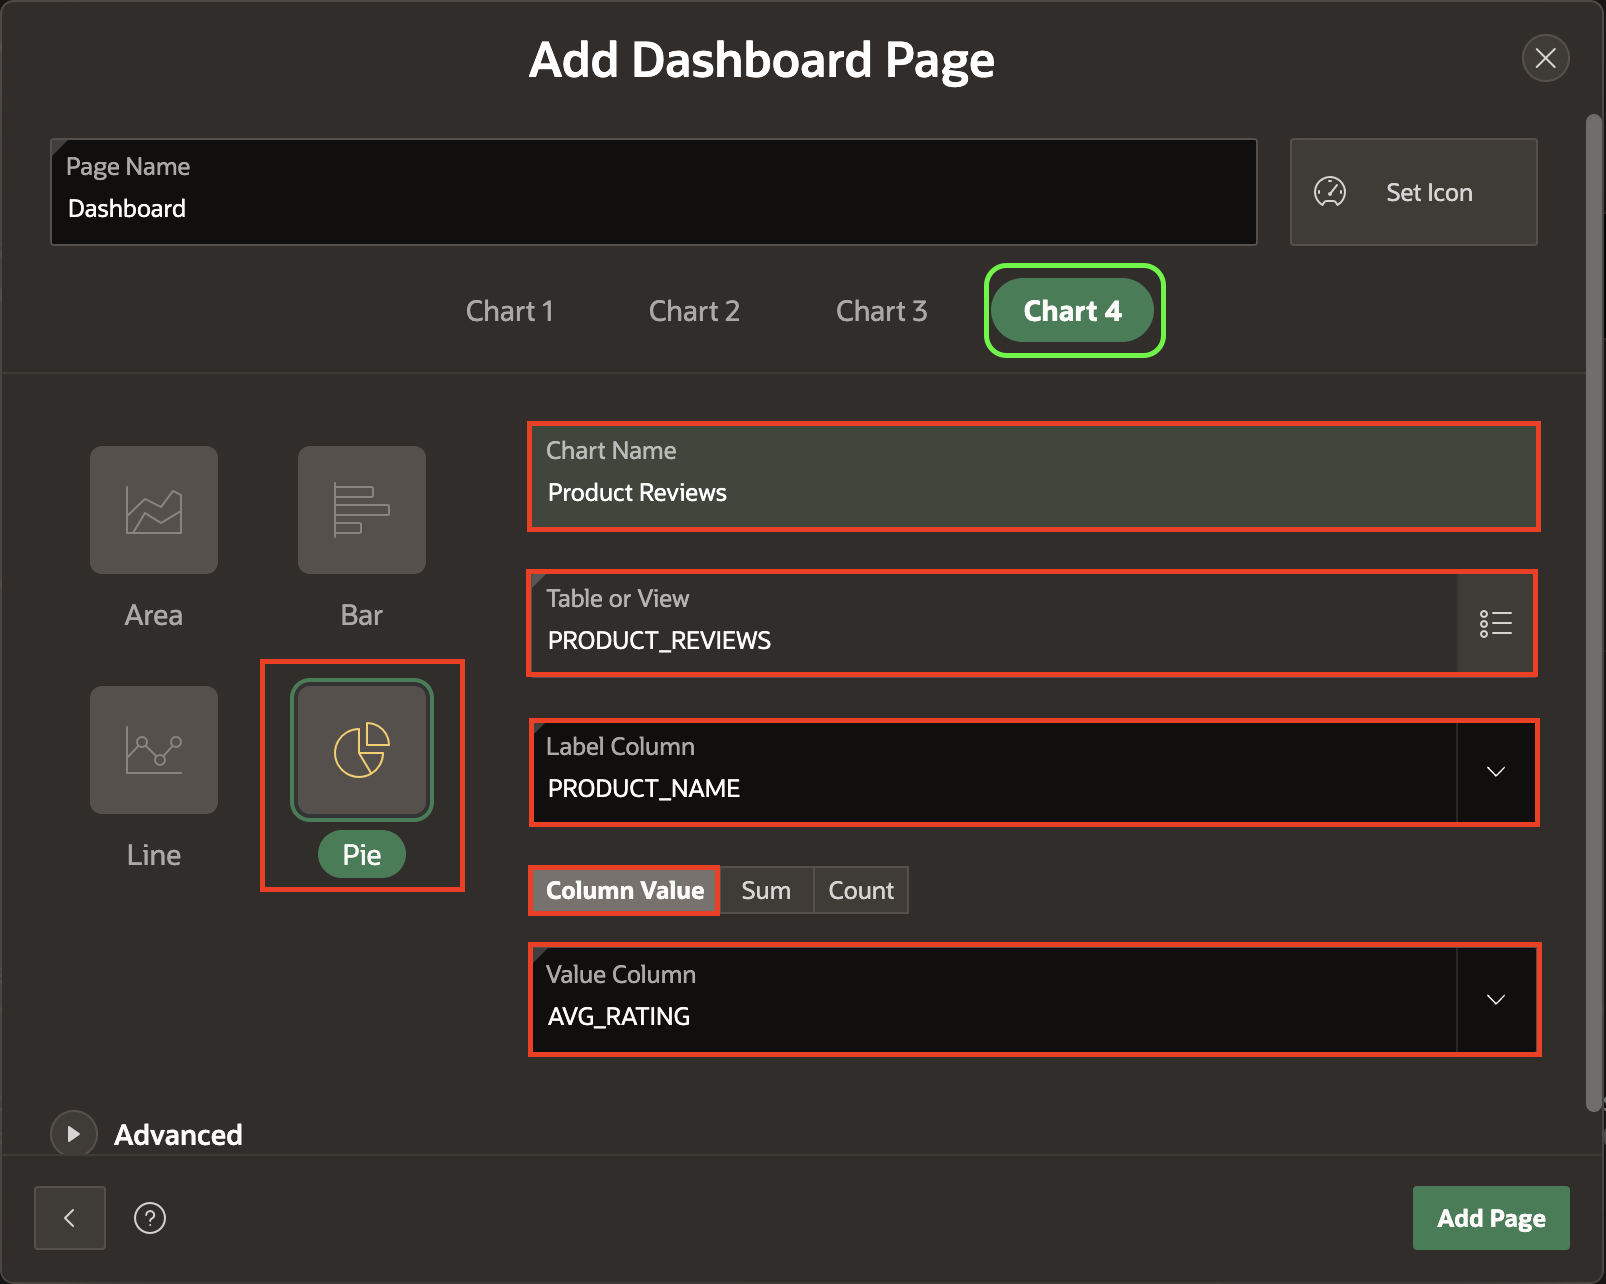 Add Dashboard Page
Page Name
Dashboard
Set Icon
Chart 1
Chart 2
Chart 3
Chart 4
Chart Name
Product Reviews
Area
Bar
Table or View
PRODUCT_REVIEWS
Label Column
PRODUCT_NAME
Line
Pie
Column Value
Sum
Count
Value Column
AVG_RATING
Advanced
?
Add Page